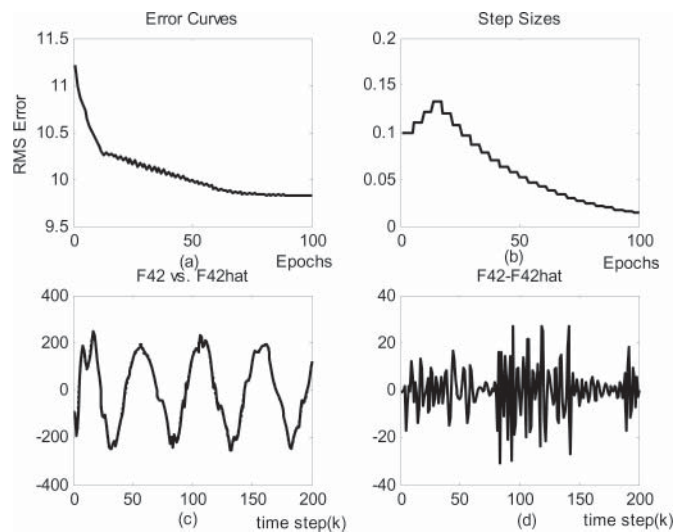 Error Curves
11.5
11
10.5
10
9.5
RMS Error
0
50
100
(a)
Epochs
Step Sizes
0.2
0.15
0.1
0.05
0
0
50
100
(b)
Epochs
F42 vs. F42hat
400
200
0
-200
-400
0
50
100
150
200
(c)
time step(k)
F42-F42hat
40
20
0
-20
-40
0
50
100
150
200
(d)
time step(k)